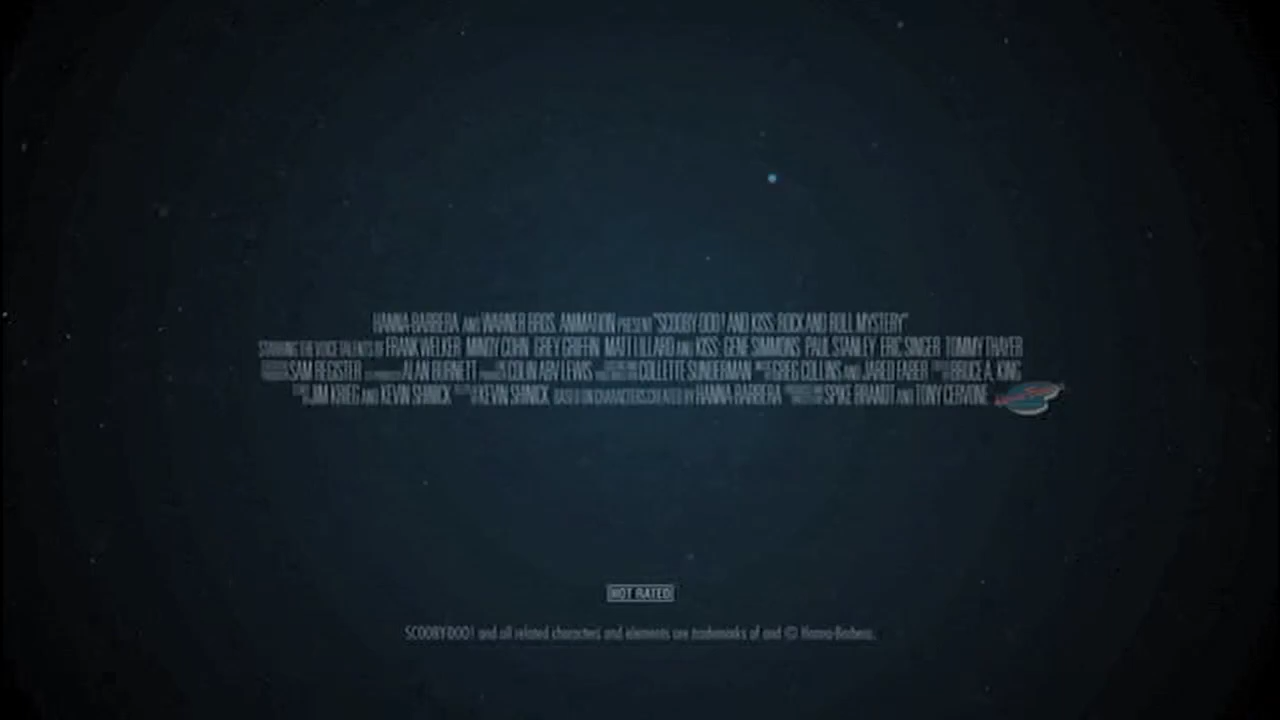 HANNA-BARBERA AND WARNER BROS. ANIMATION PRESENT "SCOOBY-DOO! AND KISS: ROCK AND ROLL MYSTERY"
STARRING THE VOICE TALENTS OF FRANK WELKER MINDY COHN GREY GRIFFIN MATT LILLARD AND KISS: GENE SIMMONS PAUL STANLEY ERIC SINGER TOMMY THAYER
SAM REGISTER ALAN BURNETT COLIN ABV LEWIS COLLETTE SUNDERMAN GREG COLLINS AND JARED FABER BRUCE A. KING
JIM KRIEG AND KEVIN SHINICK KEVIN SHINICK BASED ON CHARACTERS CREATED BY HANNA-BARBERA SPIKE BRANDT AND TONY CERVONE
NOT RATED
SCOOBY-DOO! and all related characters and elements are trademarks of and © Hanna-Barbera.